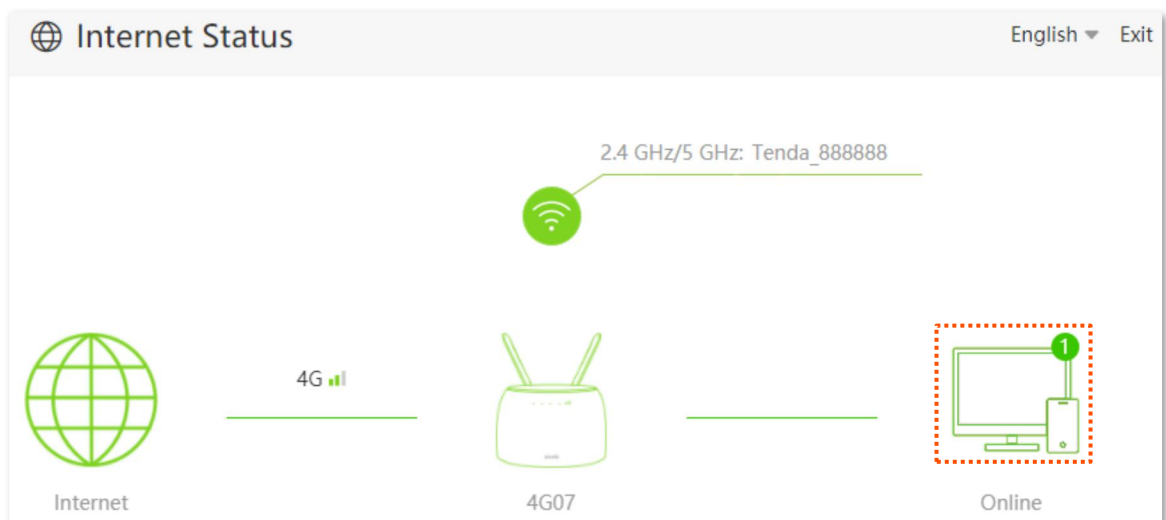 Internet Status
English Exit
2.4 GHz/5 GHz: Tenda_888888
1
4G
Internet
4G07
Online